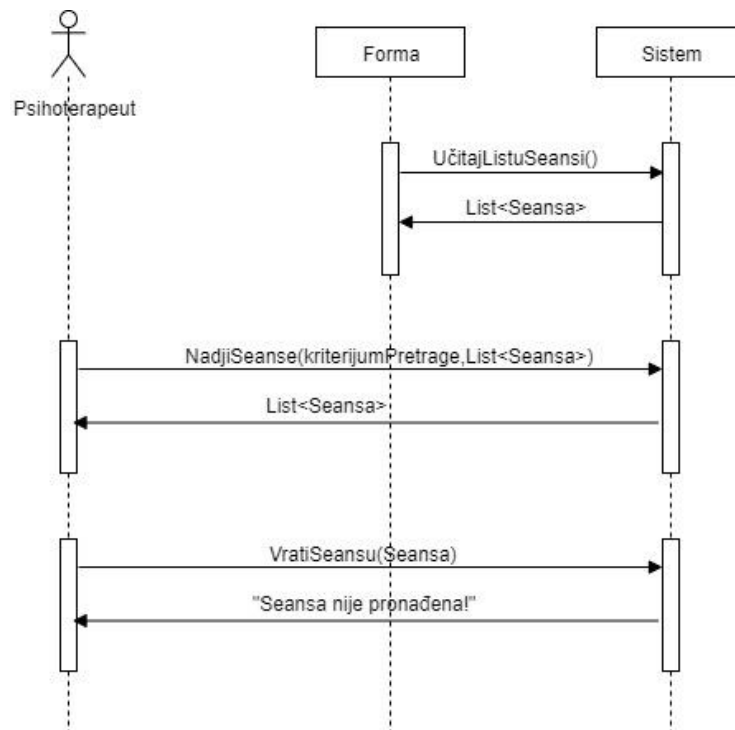 Forma
Sistem
Psihoterapeut
UčitajListuSeansi()
List<Seansa>
NadjiSeanse(kriterijumPretrage,List<Seansa>)
List<Seansa>
VratiSeansu(Seansa)
"Seansa nije pronađena!"